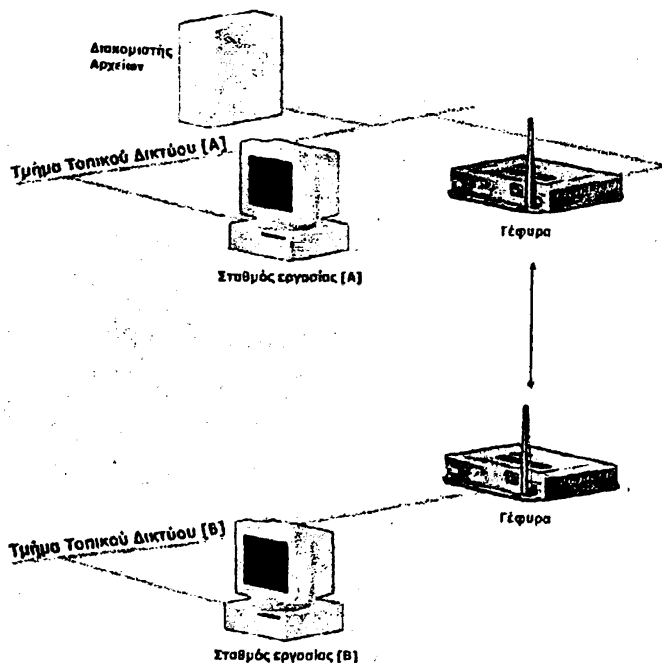 Διακομιστής
Αρχείων
Τμήμα Τοπικού Δικτύου [Α]
Γέφυρα
Σταθμός εργασίας [Α]
Γέφυρα
Τμήμα Τοπικού Δικτύου [Β]
Σταθμός εργασίας [Β]